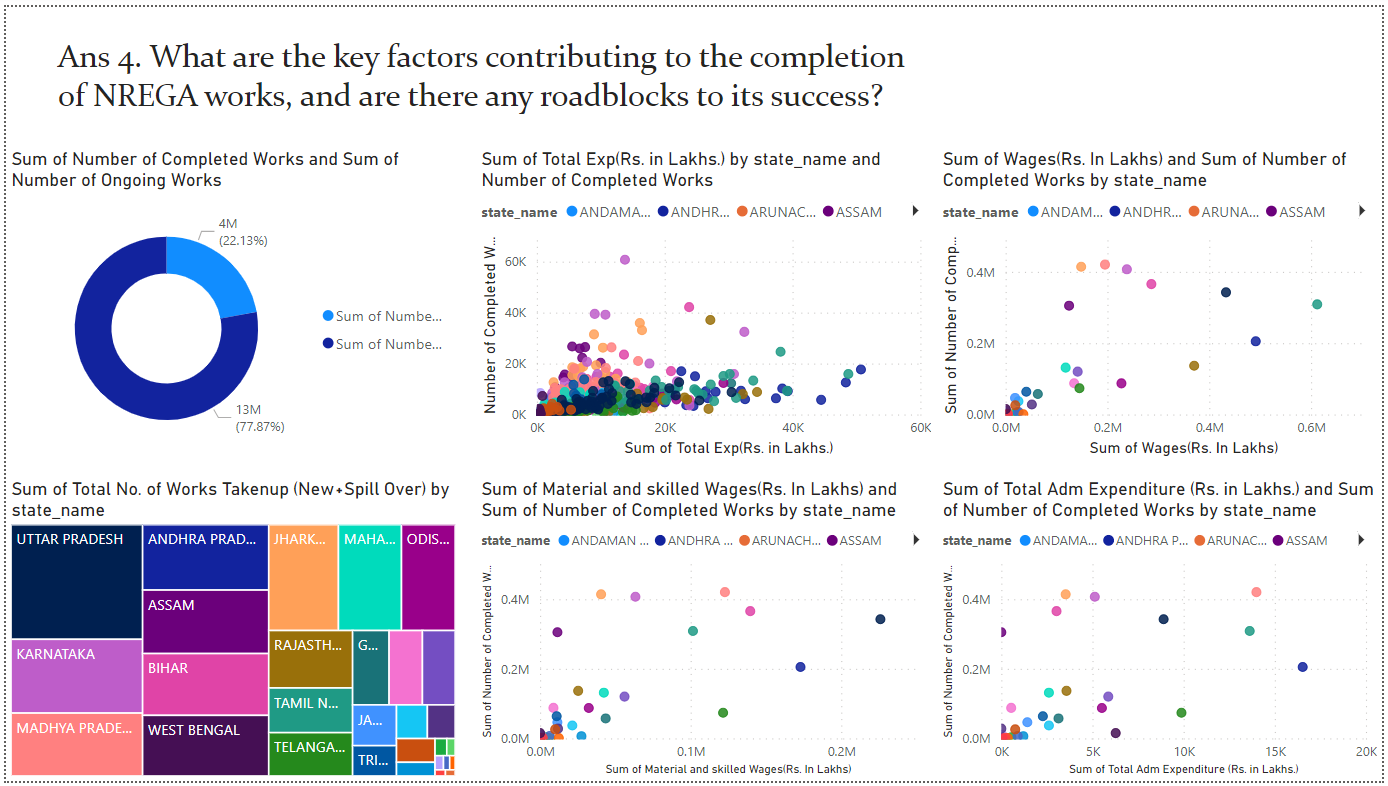 Ans 4. What are the key factors contributing to the completion
of NREGA works, and are there any roadblocks to its success?
Sum of Number of Completed Works and Sum of
Number of Ongoing Works
4M
(22.13%)
Sum of Numbe...
Sum of Numbe...
13M
(77.87%)
Sum of Total Exp(Rs. in Lakhs.) by state_name and
Number of Completed Works
state_name ANDAMA... ANDHR... ARUNAC... ASSAM
Number of Completed W...
60K
40K
20K
0K
0K 20K 40K 60K
Sum of Total Exp(Rs. in Lakhs.)
Sum of Wages(Rs. In Lakhs) and Sum of Number of
Completed Works by state_name
state_name ANDAM... ANDHR... ARUNA... ASSAM
Sum of Number of Comp...
0.4M
0.2M
0.0M
0.0M 0.2M 0.4M 0.6M
Sum of Wages(Rs. In Lakhs)
Sum of Total No. of Works Takenup (New+Spill Over) by
state_name
UTTAR PRADESH
KARNATAKA
MADHYA PRADE...
ANDHRA PRAD...
ASSAM
BIHAR
WEST BENGAL
JHARK...
MAHA...
ODIS...
RAJASTH...
TAMIL N...
TELANGA...
G...
JA...
TRI...
Sum of Material and skilled Wages(Rs. In Lakhs) and
Sum of Number of Completed Works by state_name
state_name ANDAMAN ... ANDHRA ... ARUNACH... ASSAM
Sum of Number of Completed W...
0.4M
0.2M
0.0M
0.0M 0.1M 0.2M
Sum of Material and skilled Wages(Rs. In Lakhs)
Sum of Total Adm Expenditure (Rs. in Lakhs.) and Sum
of Number of Completed Works by state_name
state_name ANDAMA... ANDHRA P... ARUNAC... ASSAM
Sum of Number of Completed W...
0.4M
0.2M
0.0M
0K 5K 10K 15K 20K
Sum of Total Adm Expenditure (Rs. in Lakhs.)